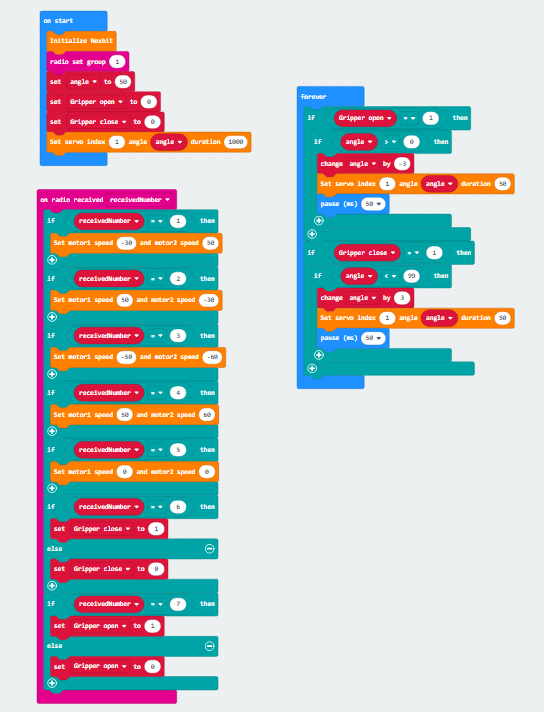 on start
Initialize Nexbit
radio set group 1
set angle to 50
set Gripper open to 0
set Gripper close to 0
Set servo index 1 angle angle duration 1000
on radio received receivedNumber
if receivedNumber = 1 then
Set motor1 speed -30 and motor2 speed 50
if receivedNumber = 2 then
Set motor1 speed 50 and motor2 speed -30
if receivedNumber = 3 then
Set motor1 speed -50 and motor2 speed -60
if receivedNumber = 4 then
Set motor1 speed 50 and motor2 speed 60
if receivedNumber = 5 then
Set motor1 speed 0 and motor2 speed 0
if receivedNumber = 6 then
set Gripper close to 1
else
set Gripper close to 0
if receivedNumber = 7 then
set Gripper open to 1
else
set Gripper open to 0
forever
if Gripper open = 1 then
if angle > 0 then
change angle by -3
Set servo index 1 angle angle duration 50
pause (ms) 50
if Gripper close = 1 then
if angle < 99 then
change angle by 3
Set servo index 1 angle angle duration 50
pause (ms) 50